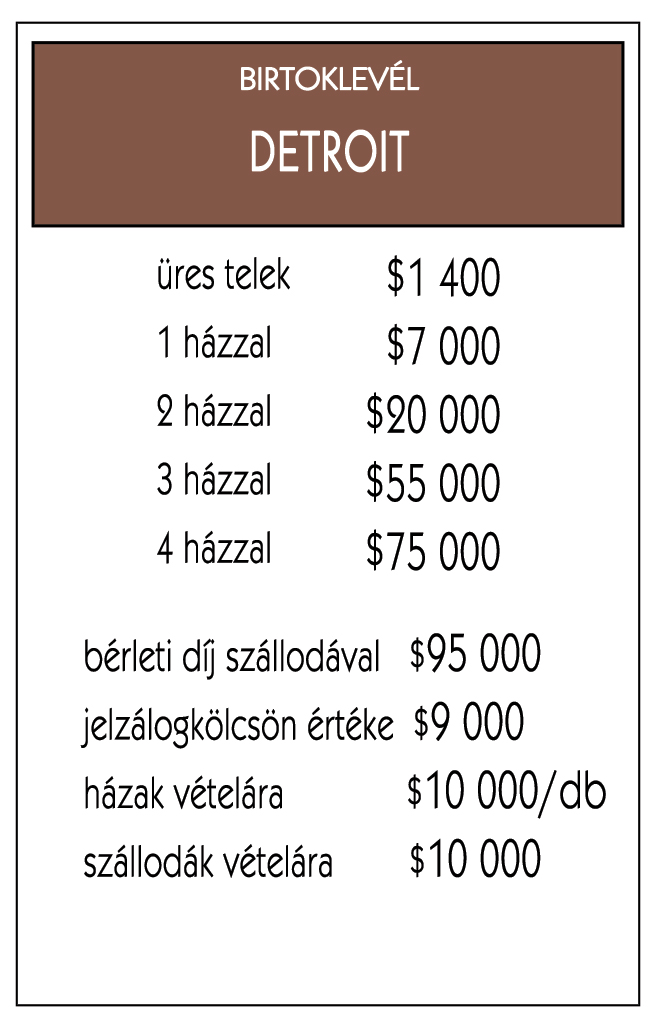 BIRTOKLEVÉL
DETROIT
üres telek $1 400
1 házzal $7 000
2 házzal $20 000
3 házzal $55 000
4 házzal $75 000
bérleti díj szállodával $95 000
jelzálogkölcsön értéke $9 000
házak vételára $10 000/db
szállodák vételára $10 000